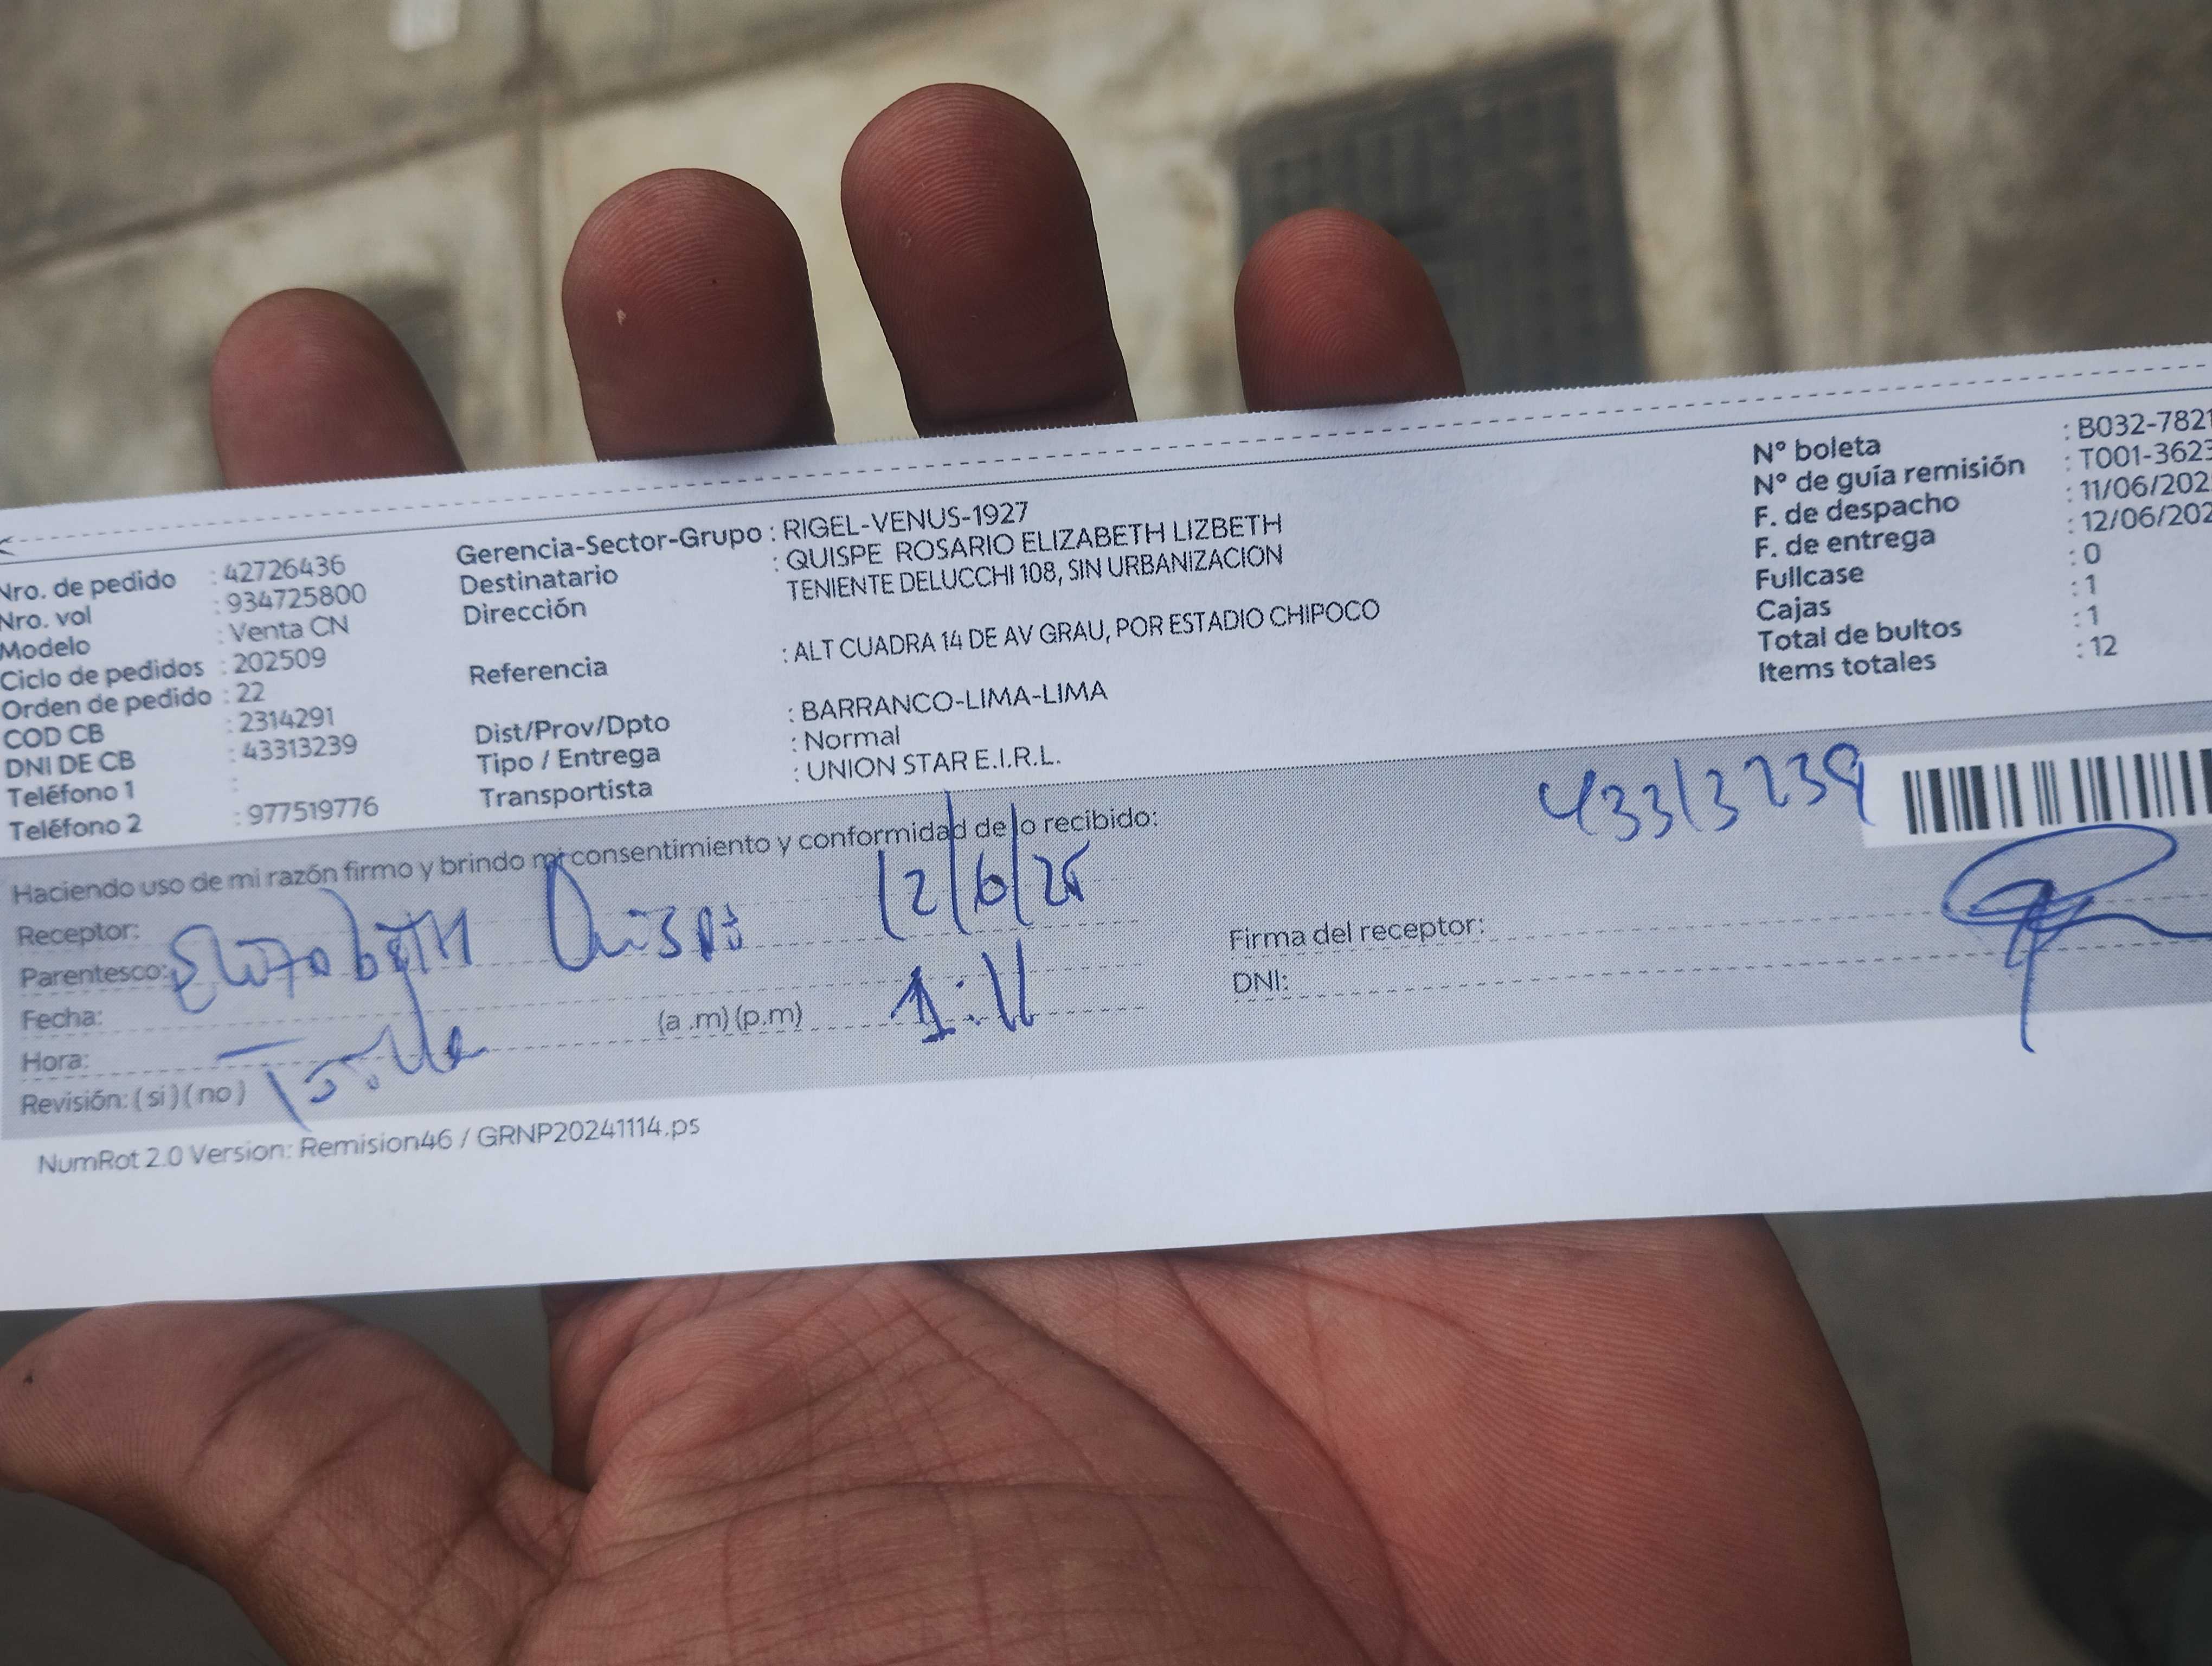 Nro. de pedido : 42726436
Nro. vol : 934725800
Modelo : Venta CN
Ciclo de pedidos : 202509
Orden de pedido : 22
COD CB : 2314291
DNI DE CB : 43313239
Teléfono 1 :
Teléfono 2 : 977519776
Gerencia-Sector-Grupo : RIGEL-VENUS-1927
Destinatario : QUISPE ROSARIO ELIZABETH LIZBETH
Dirección TENIENTE DELUCCHI 108, SIN URBANIZACION
Referencia : ALT CUADRA 14 DE AV GRAU, POR ESTADIO CHIPOCO
Dist/Prov/Dpto : BARRANCO-LIMA-LIMA
Tipo / Entrega : Normal
Transportista : UNION STAR E.I.R.L.
Nº boleta : B032-782
Nº de guía remisión : T001-362
F. de despacho : 11/06/202
F. de entrega : 12/06/202
Fullcase : 0
Cajas : 1
Total de bultos : 1
Items totales : 12
43313239
Haciendo uso de mi razón firmo y brindo mi consentimiento y conformidad de lo recibido:
Receptor:
Parentesco: Elizabeth Quispe 12/6/25
Fecha:
Hora: (a .m) (p.m) 1:11
Revisión: ( si ) ( no )
Firma del receptor:
DNI:
NumRot 2.0 Version: Remision46 / GRNP20241114.ps